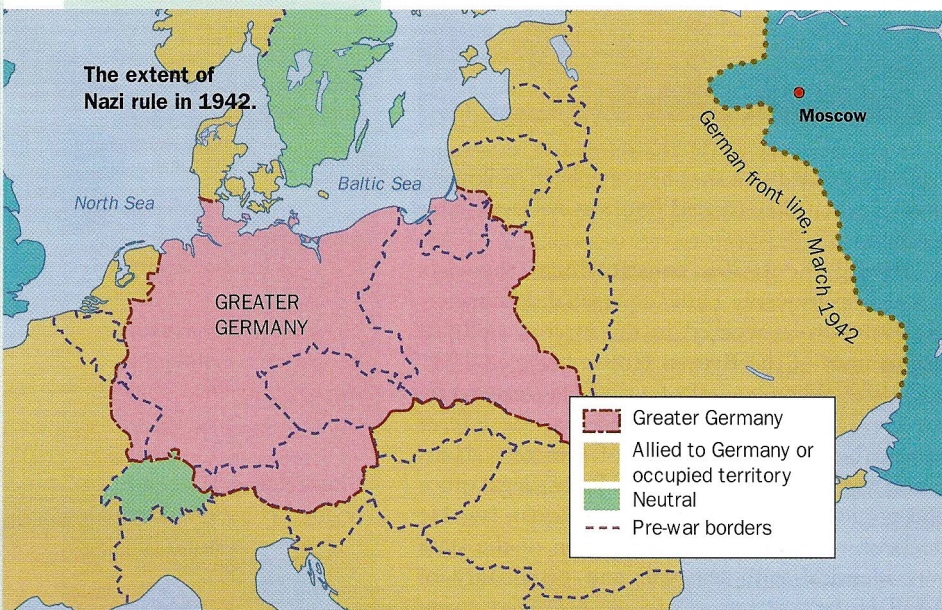 The extent of
Nazi rule in 1942.
Moscow
German front line, March 1942
Baltic Sea
North Sea
GREATER
GERMANY
Greater Germany
Allied to Germany or
occupied territory
Neutral
Pre-war borders